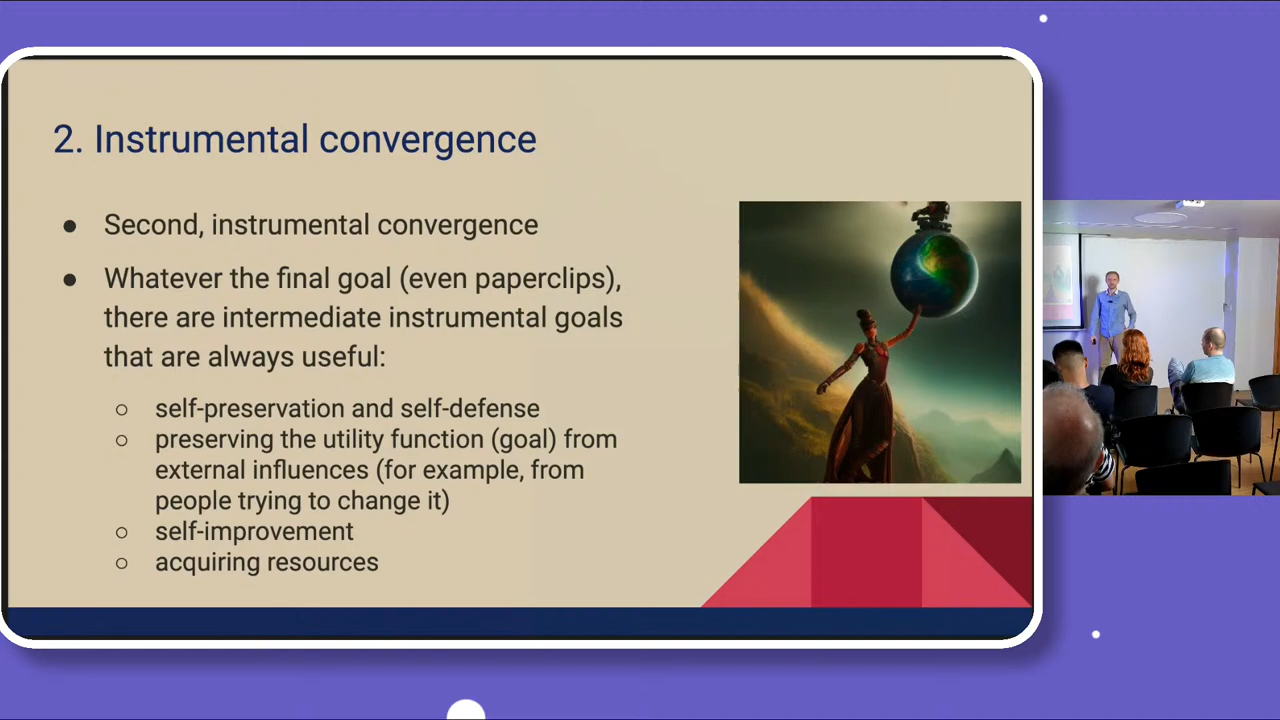 2. Instrumental convergence
● Second, instrumental convergence
● Whatever the final goal (even paperclips),
there are intermediate instrumental goals
that are always useful:
○ self-preservation and self-defense
○ preserving the utility function (goal) from
external influences (for example, from
people trying to change it)
○ self-improvement
○ acquiring resources